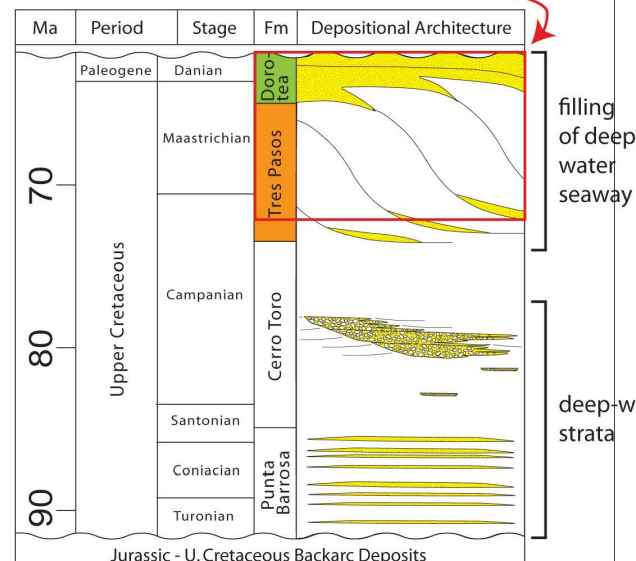 Ma Period Stage Fm Depositional Architecture
Paleogene Danian
Doro-
tea
Maastrichian
Tres Pasos
70
filling
of deep
water
seaway
Upper Cretaceous
Campanian
Cerro Toro
80
Santonian
deep-w
strata
Coniacian
Punta
Barrosa
90
Turonian
Jurassic - U. Cretaceous Backarc Deposits